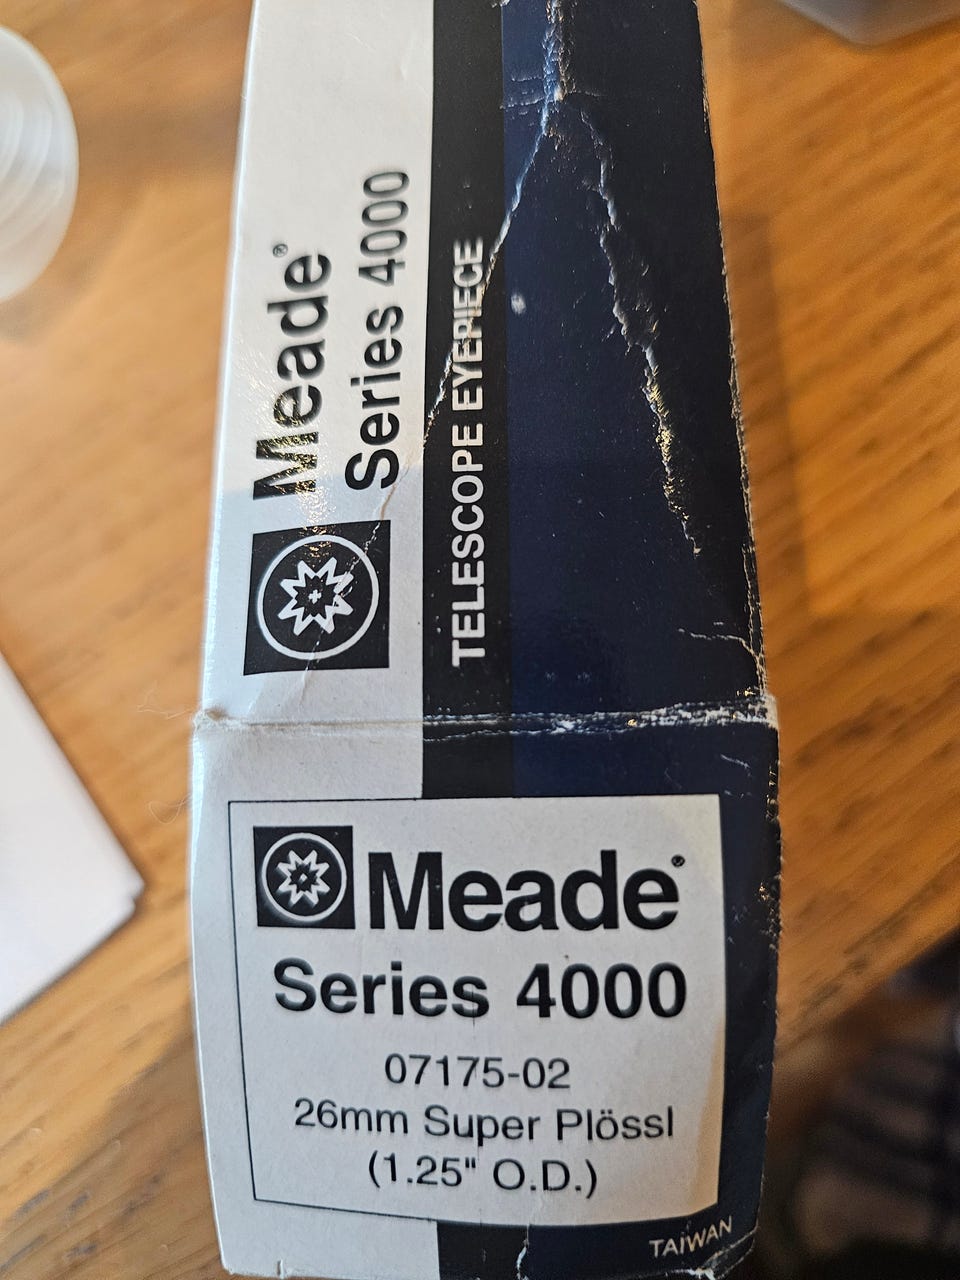 Meade®
Series 4000
TELESCOPE EYEPIECE
Meade®
Series 4000
07175-02
26mm Super Plössl
(1.25" O.D.)
TAIWAN